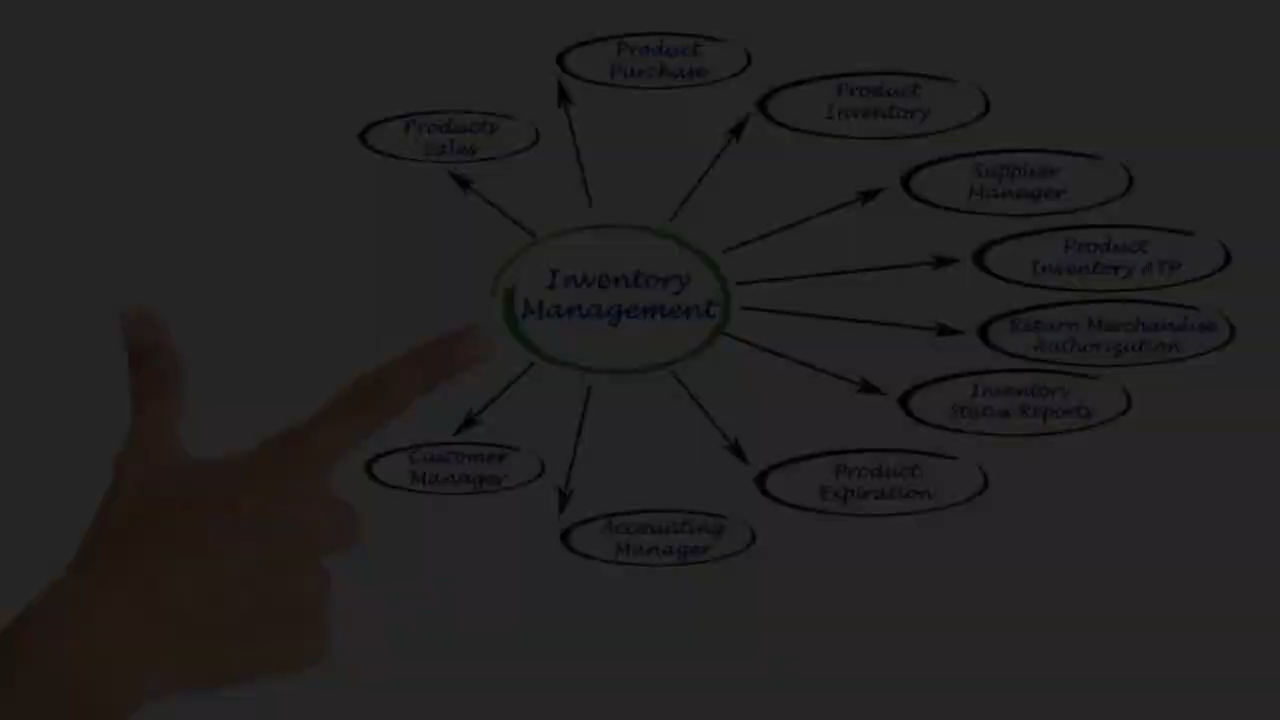 Product
Purchase
Product
Inventory
Products
Sales
Supplier
Manager
Inventory
Management
Product
Inventory ATP
Return Merchandise
Authorization
Inventory
Status Reports
Customer
Manager
Product
Expiration
Accounting
Manager